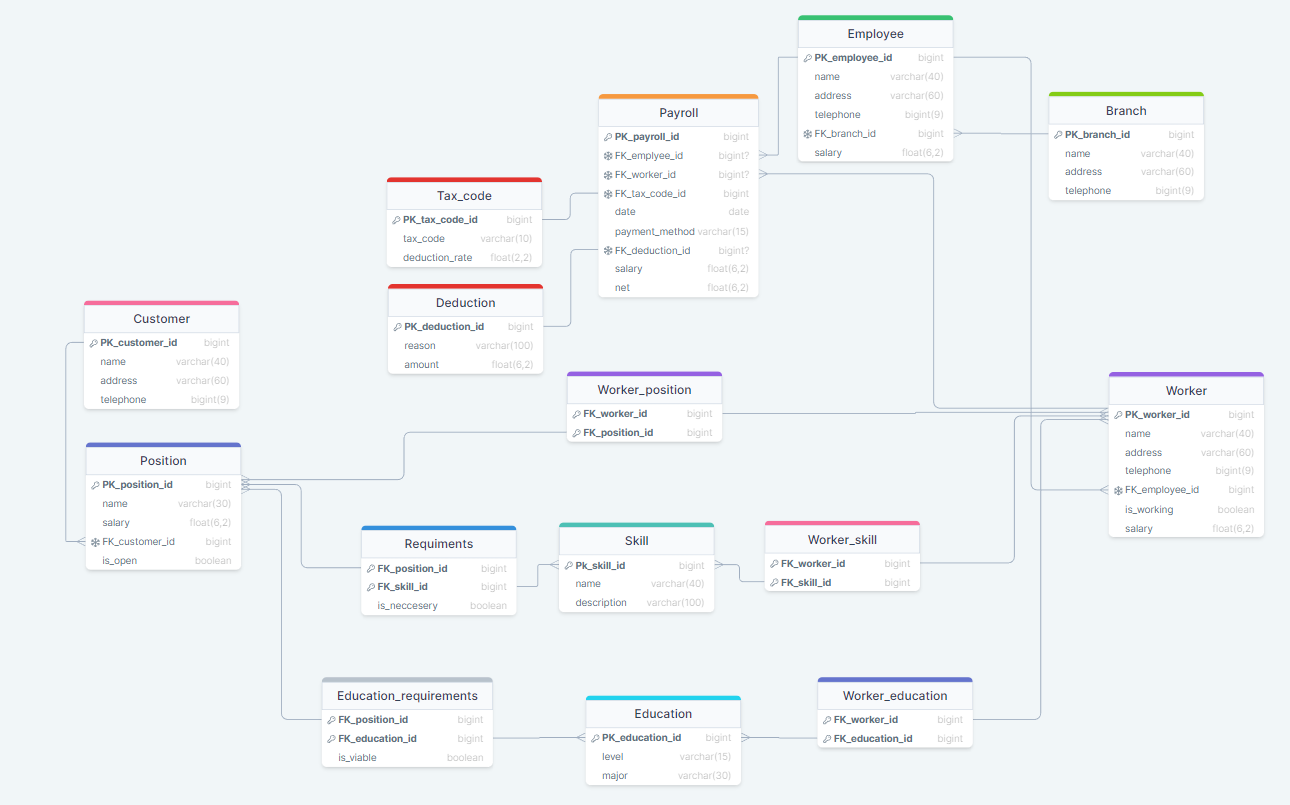 Employee
PK_employee_id bigint
name varchar(40)
address varchar(60)
telephone bigint(9)
FK_branch_id bigint
salary float(6,2)
Branch
PK_branch_id bigint
name varchar(40)
address varchar(60)
telephone bigint(9)
Payroll
PK_payroll_id bigint
FK_emplyee_id bigint?
FK_worker_id bigint?
FK_tax_code_id bigint
date date
payment_method varchar(15)
FK_deduction_id bigint?
salary float(6,2)
net float(6,2)
Tax_code
PK_tax_code_id bigint
tax_code varchar(10)
deduction_rate float(2,2)
Deduction
PK_deduction_id bigint
reason varchar(100)
amount float(6,2)
Customer
PK_customer_id bigint
name varchar(40)
address varchar(60)
telephone bigint(9)
Worker_position
FK_worker_id bigint
FK_position_id bigint
Worker
PK_worker_id bigint
name varchar(40)
address varchar(60)
telephone bigint(9)
FK_employee_id bigint
is_working boolean
salary float(6,2)
Position
PK_position_id bigint
name varchar(30)
salary float(6,2)
FK_customer_id bigint
is_open boolean
Requiments
FK_position_id bigint
FK_skill_id bigint
is_neccesery boolean
Skill
Pk_skill_id bigint
name varchar(40)
description varchar(100)
Worker_skill
FK_worker_id bigint
FK_skill_id bigint
Education_requirements
FK_position_id bigint
FK_education_id bigint
is_viable boolean
Education
PK_education_id bigint
level varchar(15)
major varchar(30)
Worker_education
FK_worker_id bigint
FK_education_id bigint